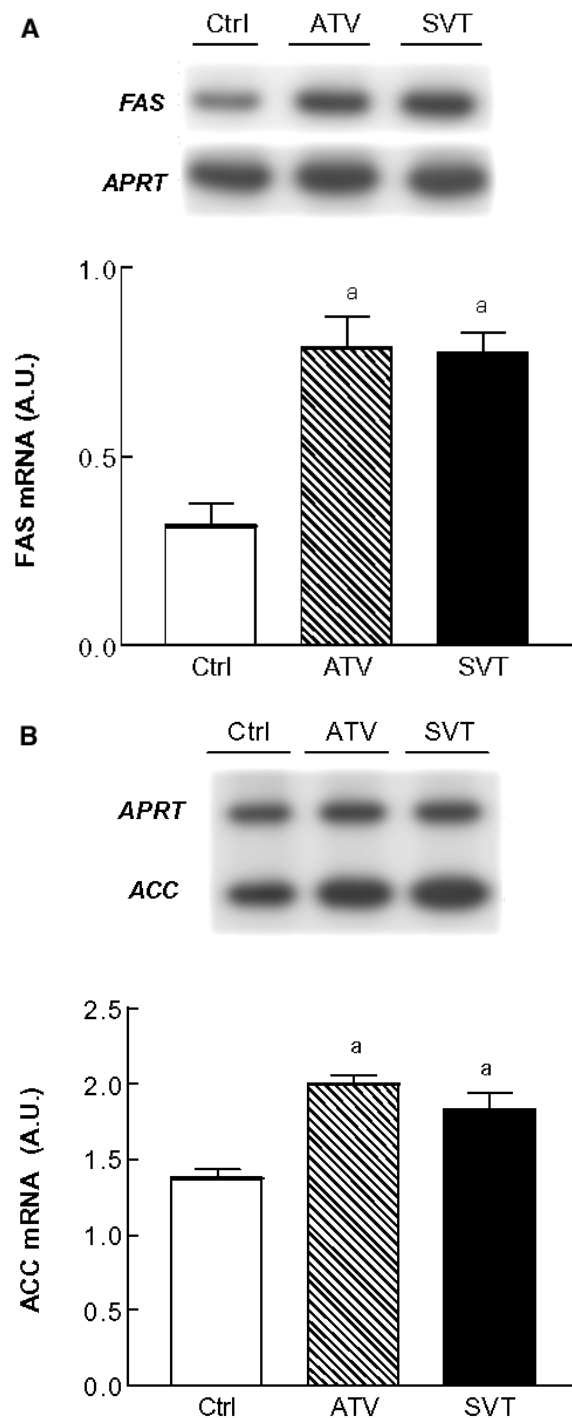 A
Ctrl ATV SVT
FAS
APRT
1.0
a a
0.5
0.0
FAS mRNA (A.U.)
Ctrl ATV SVT
B
Ctrl ATV SVT
APRT
ACC
2.5
a
a
2.0
1.5
1.0
0.5
0.0
ACC mRNA (A.U.)
Ctrl ATV SVT